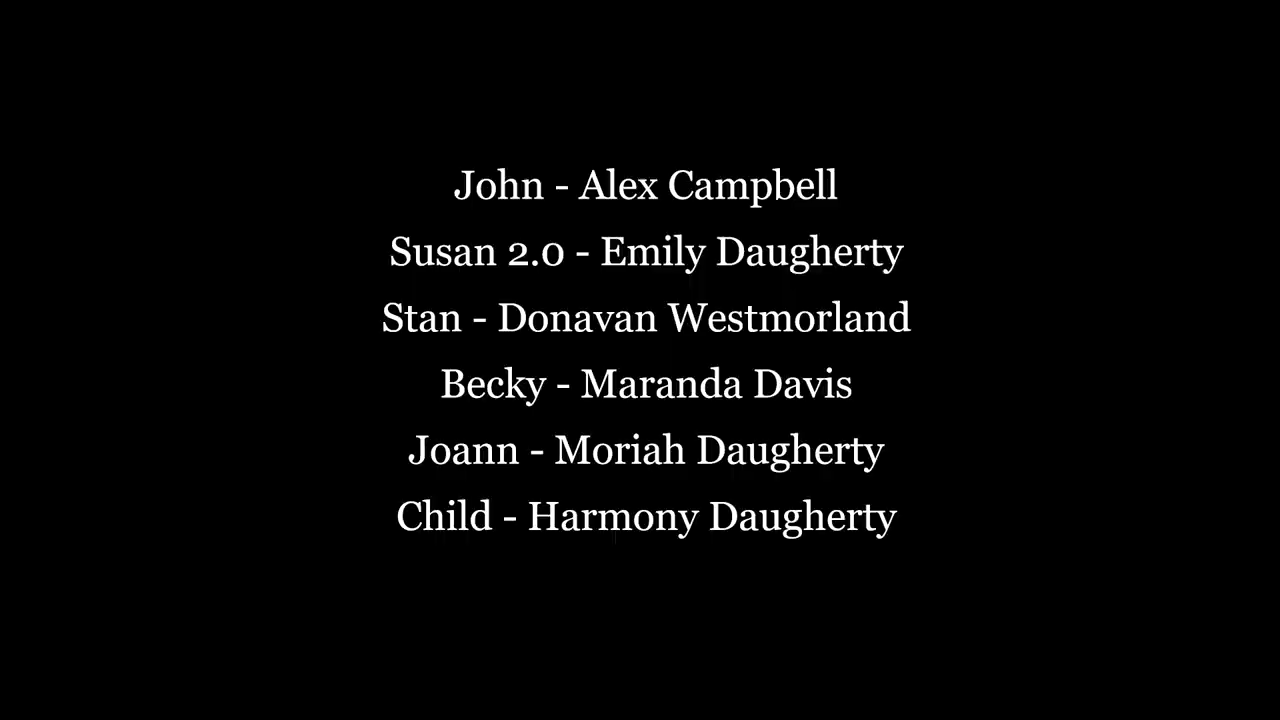 John - Alex Campbell
Susan 2.0 - Emily Daugherty
Stan - Donavan Westmorland
Becky - Maranda Davis
Joann - Moriah Daugherty
Child - Harmony Daugherty